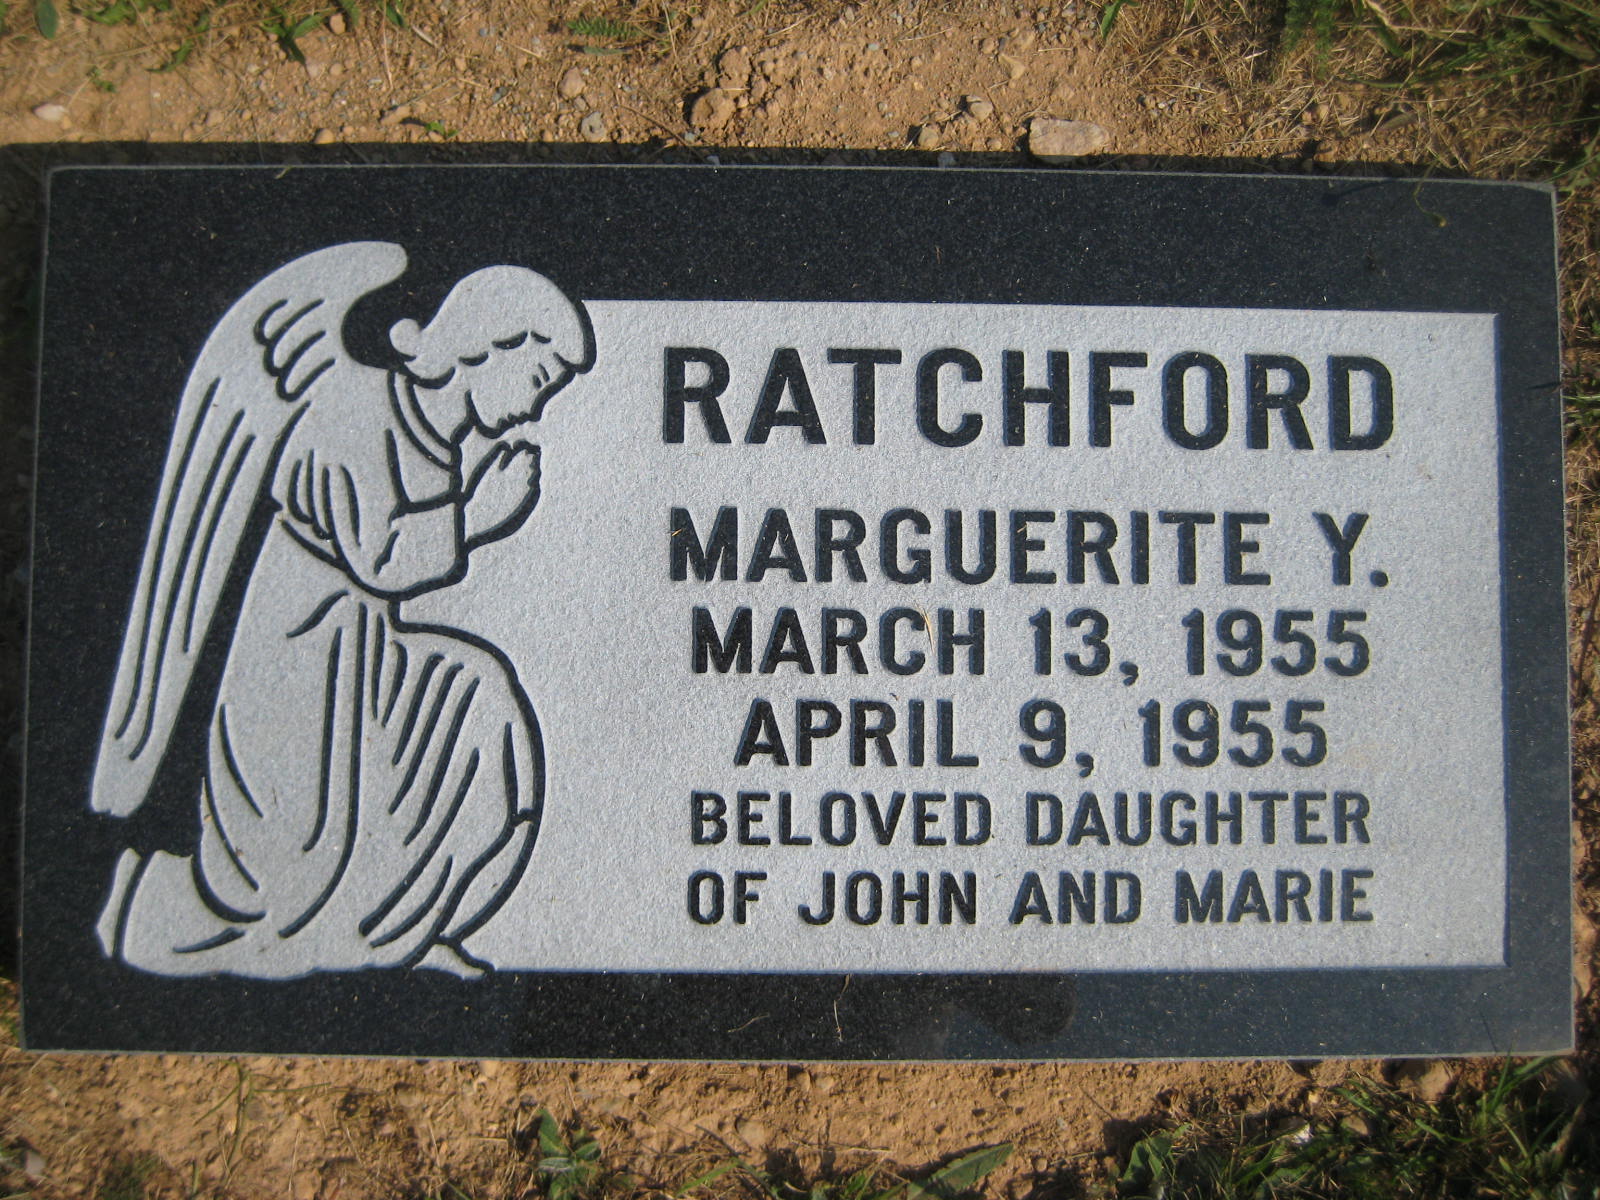 RATCHFORD
MARGUERITE Y.
MARCH 13, 1955
APRIL 9, 1955
BELOVED DAUGHTER
OF JOHN AND MARIE